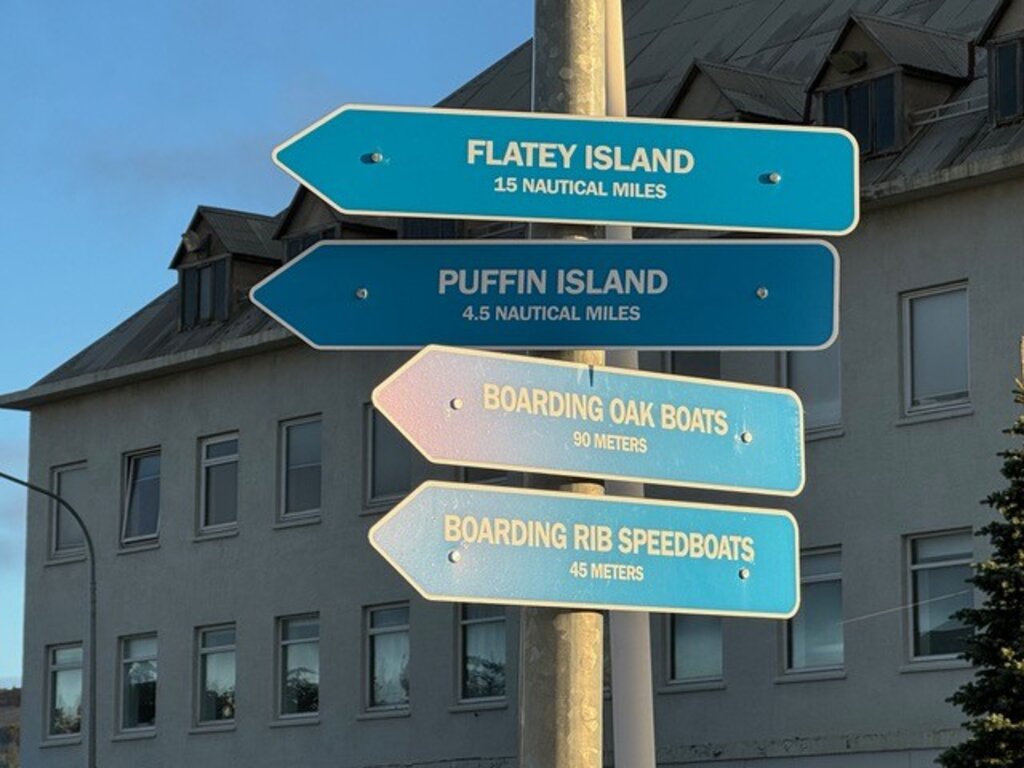 FLATEY ISLAND
15 NAUTICAL MILES
PUFFIN ISLAND
4.5 NAUTICAL MILES
BOARDING OAK BOATS
90 METERS
BOARDING RIB SPEEDBOATS
45 METERS